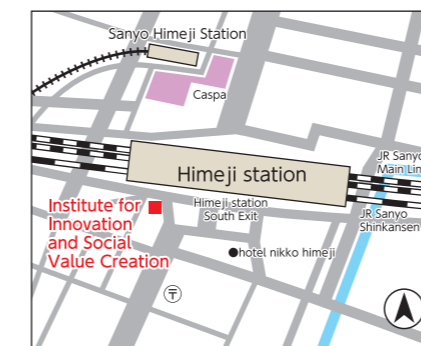 Sanyo Himeji Station
Caspa
Himeji station
JR Sanyo
Main Lin
Himeji station
South Exit
JR Sanyo
Shinkansen
Institute for
Innovation
and Social
Value Creation
hotel nikko himeji
〒